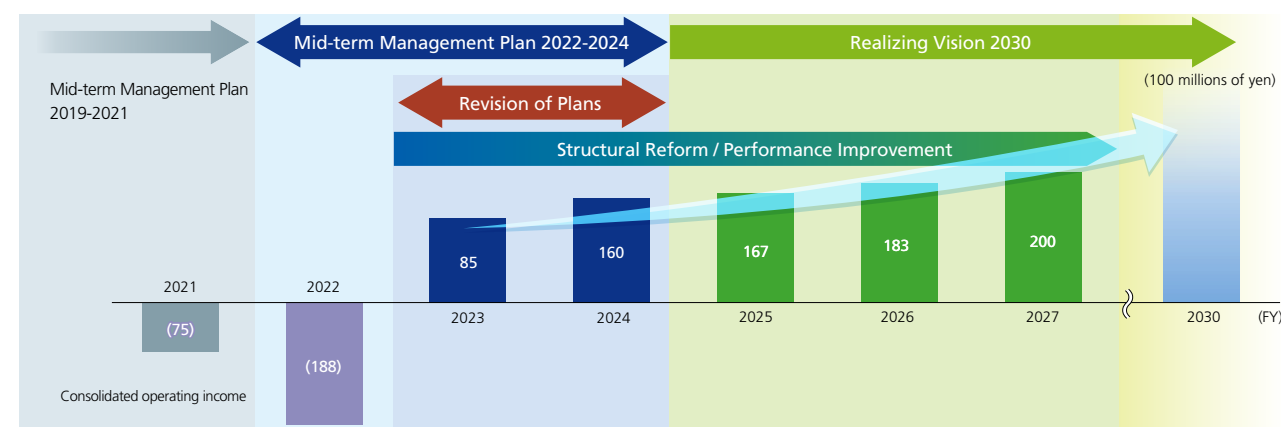 Mid-term Management Plan 2022-2024
Realizing Vision 2030
Mid-term Management Plan
2019-2021
(100 millions of yen)
Revision of Plans
Structural Reform / Performance Improvement
85
160
167
183
200
2021
2022
(75)
(188)
2023
2024
2025
2026
2027
2030
(FY)
Consolidated operating income